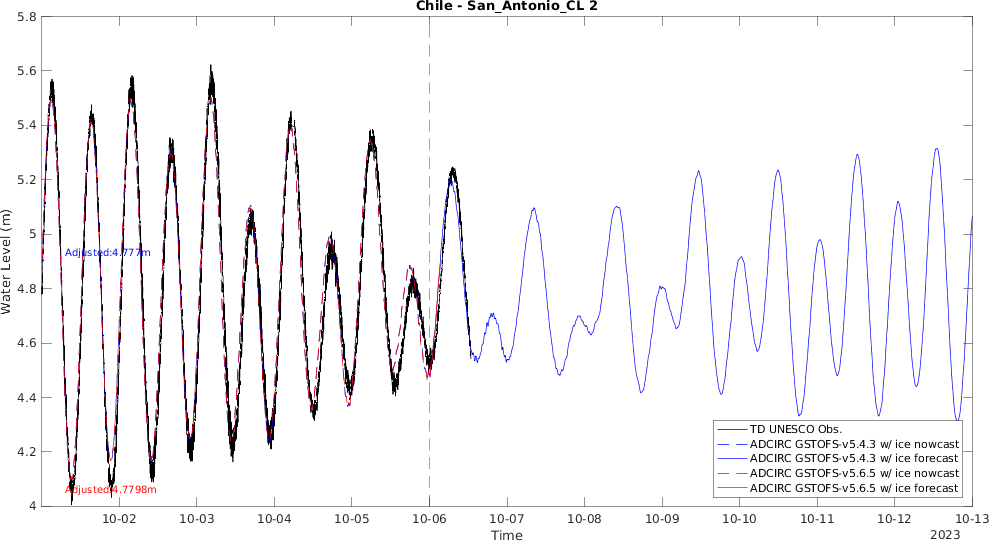 Chile - San_Antonio_CL 2
5.8
5.6
5.4
5.2
5
4.8
4.6
4.4
4.2
4
Water Level (m)
Adjusted:4.777m
Adjusted:4.7798m
TD UNESCO Obs.
ADCIRC GSTOFS-v5.4.3 w/ ice nowcast
ADCIRC GSTOFS-v5.4.3 w/ ice forecast
ADCIRC GSTOFS-v5.6.5 w/ ice nowcast
ADCIRC GSTOFS-v5.6.5 w/ ice forecast
10-02 10-03 10-04 10-05 10-06 10-07 10-08 10-09 10-10 10-11 10-12 10-13
Time
2023